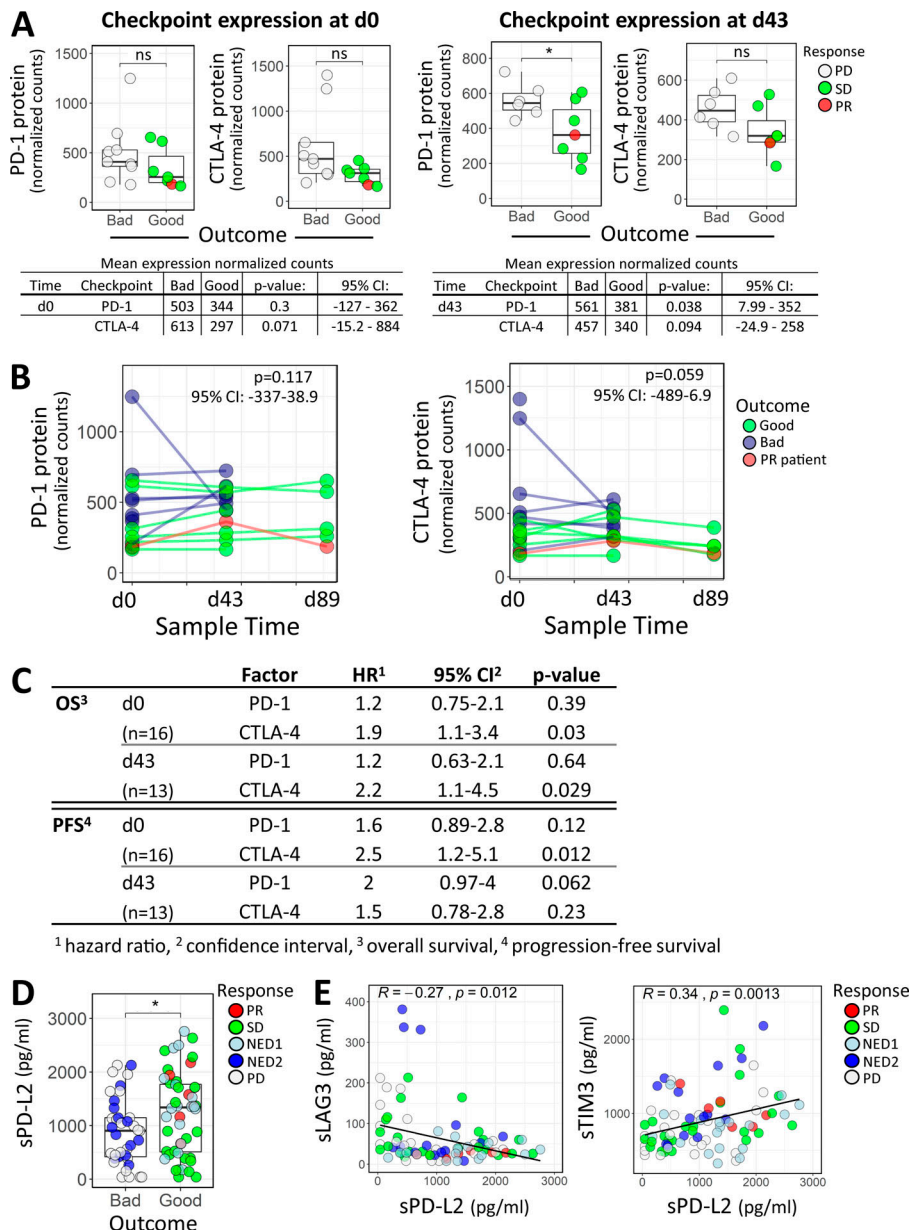 A
Checkpoint expression at d0
Checkpoint expression at d43
PD-1 protein
(normalized counts)
1500
1000
500
0
ns
Bad Good
CTLA-4 protein
(normalized counts)
1500
1000
500
0
ns
Bad Good
Outcome
PD-1 protein
(normalized counts)
800
600
400
200
0
*
Bad Good
CTLA-4 protein
(normalized counts)
600
400
200
0
ns
Bad Good
Outcome
Response
PD
SD
PR
Mean expression normalized counts
Time Checkpoint Bad Good p-value: 95% CI:
d0 PD-1 503 344 0.3 -127 - 362
CTLA-4 613 297 0.071 -15.2 - 884
Mean expression normalized counts
Time Checkpoint Bad Good p-value: 95% CI:
d43 PD-1 561 381 0.038 7.99 - 352
CTLA-4 457 340 0.094 -24.9 - 258
B
PD-1 protein
(normalized counts)
1000
500
0
p=0.117
95% CI: -337-38.9
d0 d43 d89
Sample Time
CTLA-4 protein
(normalized counts)
1500
1000
500
0
p=0.059
95% CI: -489-6.9
d0 d43 d89
Sample Time
Outcome
Good
Bad
PR patient
C
Factor HR1 95% CI2 p-value
OS3 d0 PD-1 1.2 0.75-2.1 0.39
(n=16) CTLA-4 1.9 1.1-3.4 0.03
d43 PD-1 1.2 0.63-2.1 0.64
(n=13) CTLA-4 2.2 1.1-4.5 0.029
PFS4 d0 PD-1 1.6 0.89-2.8 0.12
(n=16) CTLA-4 2.5 1.2-5.1 0.012
d43 PD-1 2 0.97-4 0.062
(n=13) CTLA-4 1.5 0.78-2.8 0.23
1 hazard ratio, 2 confidence interval, 3 overall survival, 4 progression-free survival
D
sPD-L2
(pg/ml)
3000
2000
1000
0
*
Bad Good
Outcome
Response
PR
SD
NED1
NED2
PD
E
sLAG3
(pg/ml)
400
300
200
100
50
0
R = −0.27 , p = 0.012
0 1000 2000 3000
sPD-L2 (pg/ml)
sTIM3
(pg/ml)
2000
1000
0
R = 0.34 , p = 0.0013
0 1000 2000 3000
sPD-L2 (pg/ml)
Response
PR
SD
NED1
NED2
PD